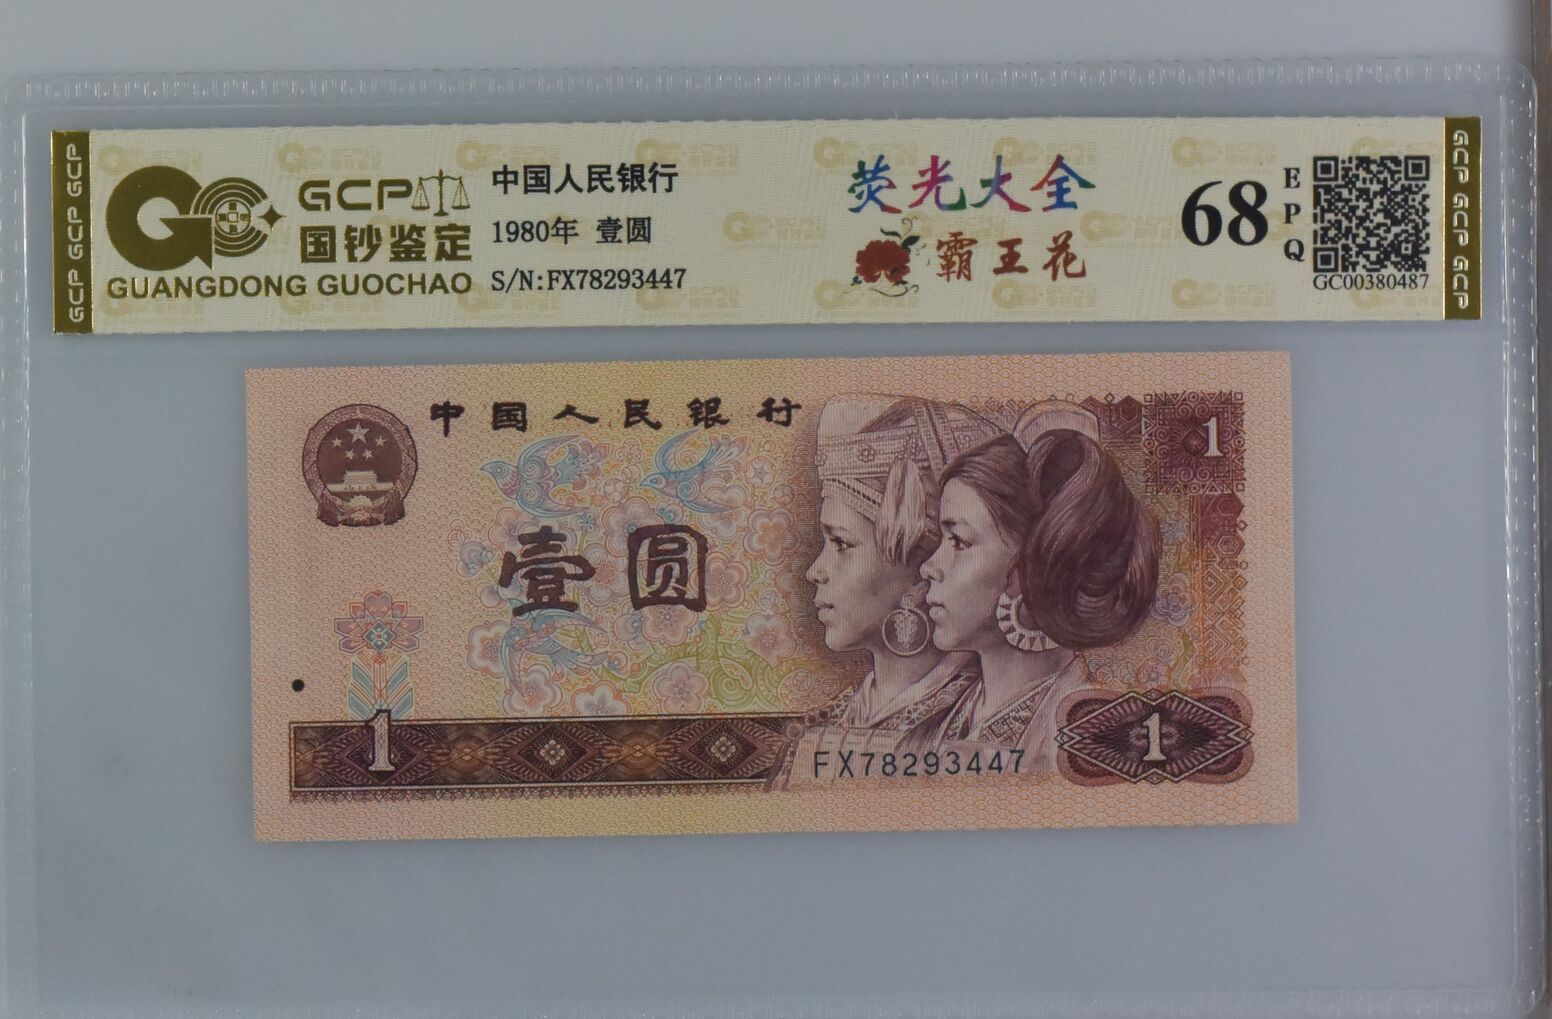 GCP GCP GCP
GCP
国钞鉴定
GUANGDONG GUOCHAO
中国人民银行
1980年 壹圆
S/N:FX78293447
荧光大全
霸王花
68
EPQ
GC00380487
GCP GCP GCP
中国人民银行
1
壹圆
1
FX78293447
1